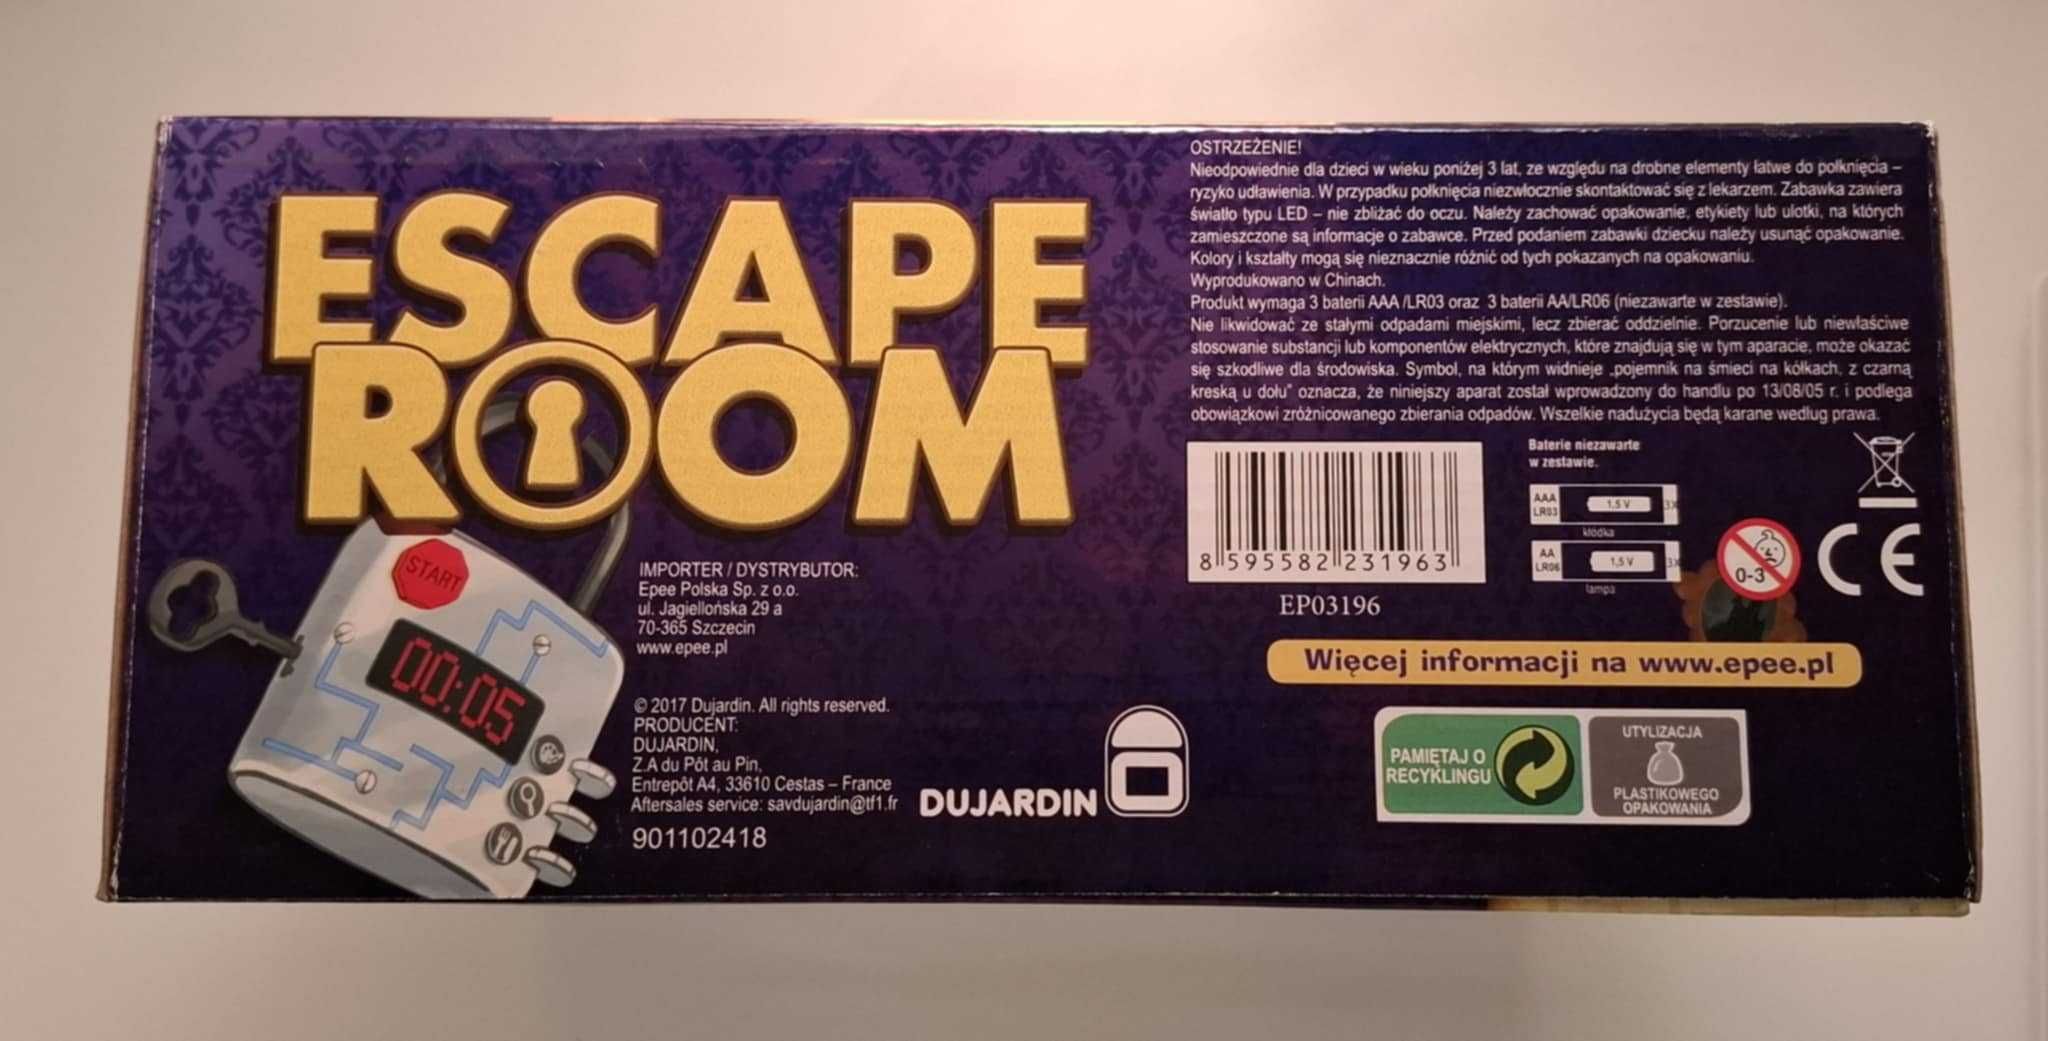 ESCAPE
ROOM
START
00:05
IMPORTER / DYSTRYBUTOR:
Epee Polska Sp. z o.o.
ul. Jagiellońska 29 a
70-365 Szczecin
www.epee.pl
© 2017 Dujardin. All rights reserved.
PRODUCENT:
DUJARDIN,
Z.A du Pôt au Pin,
Entrepôt A4, 33610 Cestas – France
Aftersales service: savdujardin@tf1.fr
901102418
DUJARDIN
OSTRZEŻENIE!
Nieodpowiednie dla dzieci w wieku poniżej 3 lat, ze względu na drobne elementy łatwe do połknięcia –
ryzyko udławienia. W przypadku połknięcia niezwłocznie skontaktować się z lekarzem. Zabawka zawiera
światło typu LED – nie zbliżać do oczu. Należy zachować opakowanie, etykiety lub ulotki, na których
zamieszczone są informacje o zabawce. Przed podaniem zabawki dziecku należy usunąć opakowanie.
Kolory i kształty mogą się nieznacznie różnić od tych pokazanych na opakowaniu.
Wyprodukowano w Chinach.
Produkt wymaga 3 baterii AAA /LR03 oraz 3 baterii AA/LR06 (niezawarte w zestawie).
Nie likwidować ze stałymi odpadami miejskimi, lecz zbierać oddzielnie. Porzucenie lub niewłaściwe
stosowanie substancji lub komponentów elektrycznych, które znajdują się w tym aparacie, może okazać
się szkodliwe dla środowiska. Symbol, na którym widnieje „pojemnik na śmieci na kółkach, z czarną
kreską u dołu" oznacza, że niniejszy aparat został wprowadzony do handlu po 13/08/05 r. i podlega
obowiązkowi zróżnicowanego zbierania odpadów. Wszelkie nadużycia będą karane według prawa.
8 595582 231963
EP03196
Baterie niezawarte
w zestawie.
AAA
LR03
1,5 V
3X
kłódka
AA
LR06
1,5 V
3X
lampa
0-3
CE
Więcej informacji na www.epee.pl
PAMIĘTAJ O
RECYKLINGU
UTYLIZACJA
PLASTIKOWEGO
OPAKOWANIA